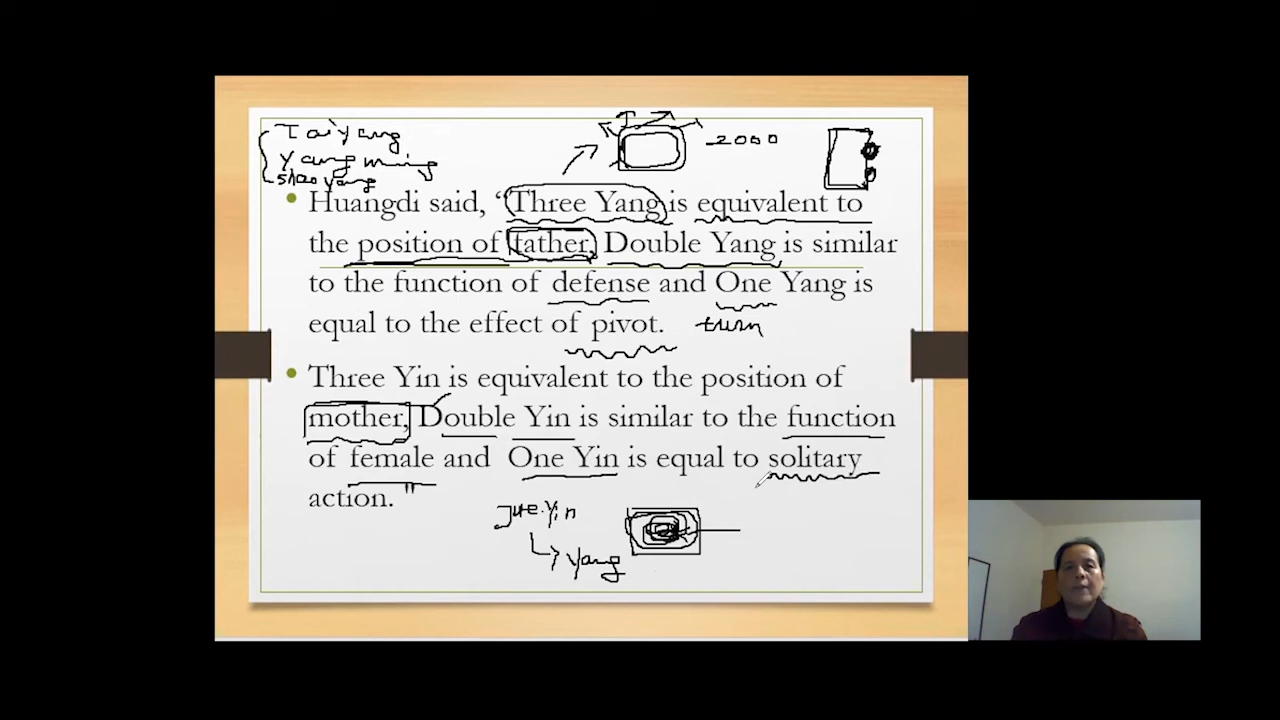 Taiyang
Yang ming
shao yang
2000
• Huangdi said, “Three Yang is equivalent to
the position of father, Double Yang is similar
to the function of defense and One Yang is
equal to the effect of pivot. turn
• Three Yin is equivalent to the position of
mother, Double Yin is similar to the function
of female and One Yin is equal to solitary
action. "
Jue.Yin
yang